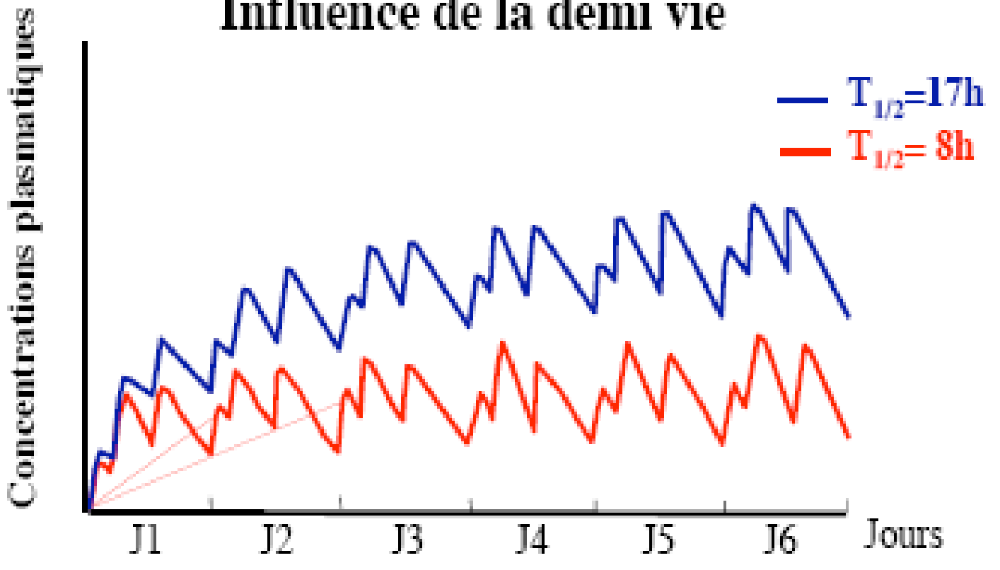 Influence de la demi vie
Concentrations plasmatiques
T1/2=17h
T1/2= 8h
J1 J2 J3 J4 J5 J6 Jours